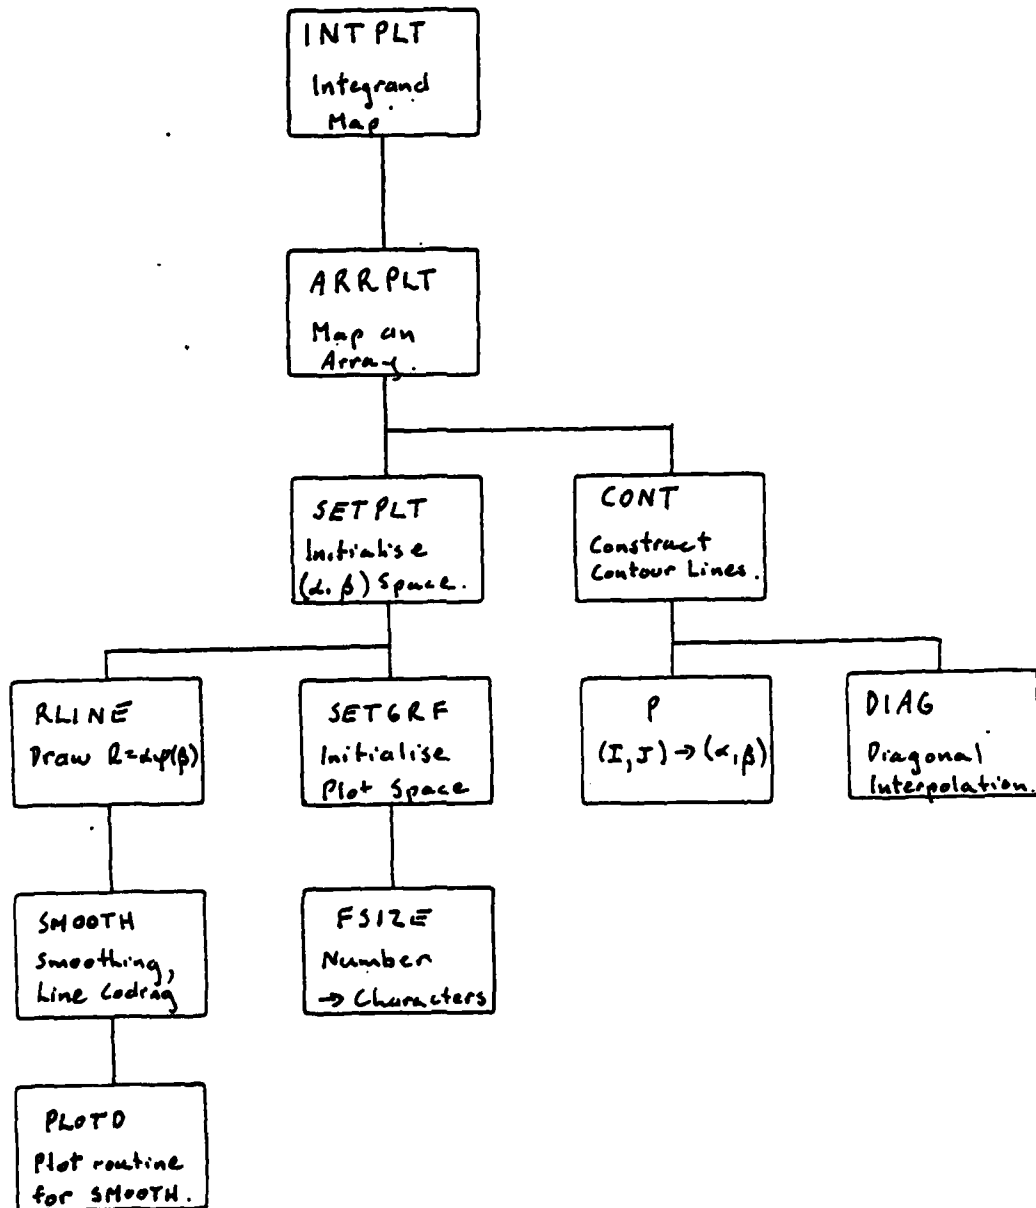 INTPLT
Integrand
Map
ARRPLT
Map an
Array.
SETPLT
Initialise
(α, β) Space.
CONT
Construct
Contour Lines.
RLINE
Draw R=αφ(β)
SETGRF
Initialise
Plot Space
P
(I, J) → (α, β)
DIAG
Diagonal
Interpolation.
SMOOTH
Smoothing,
Line Coding
FSIZE
Number
→ Characters
PLOTD
Plot routine
for SMOOTH.